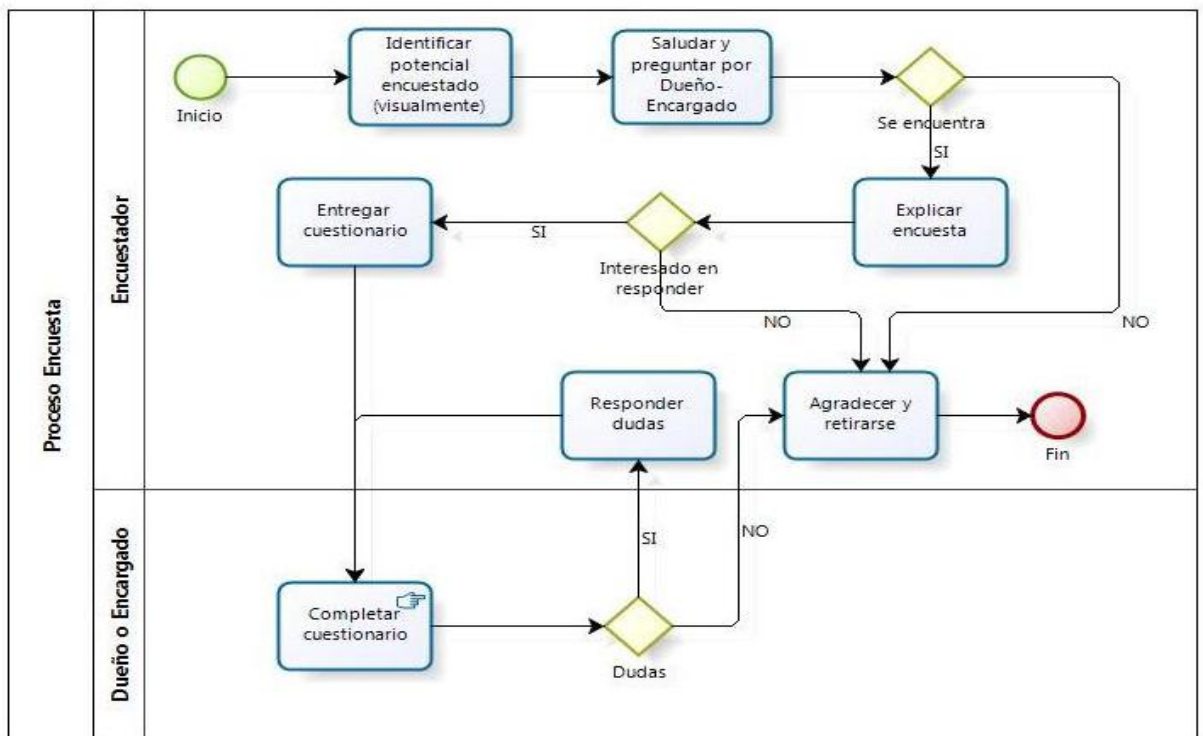 Proceso Encuesta
Encuestador
Dueño o Encargado
Inicio
Identificar
potencial
encuestado
(visualmente)
Saludar y
preguntar por
Dueño-
Encargado
Se encuentra
SI
NO
Explicar
encuesta
Interesado en
responder
SI
NO
Entregar
cuestionario
Responder
dudas
Agradecer y
retirarse
Fin
Completar
cuestionario
Dudas
SI
NO